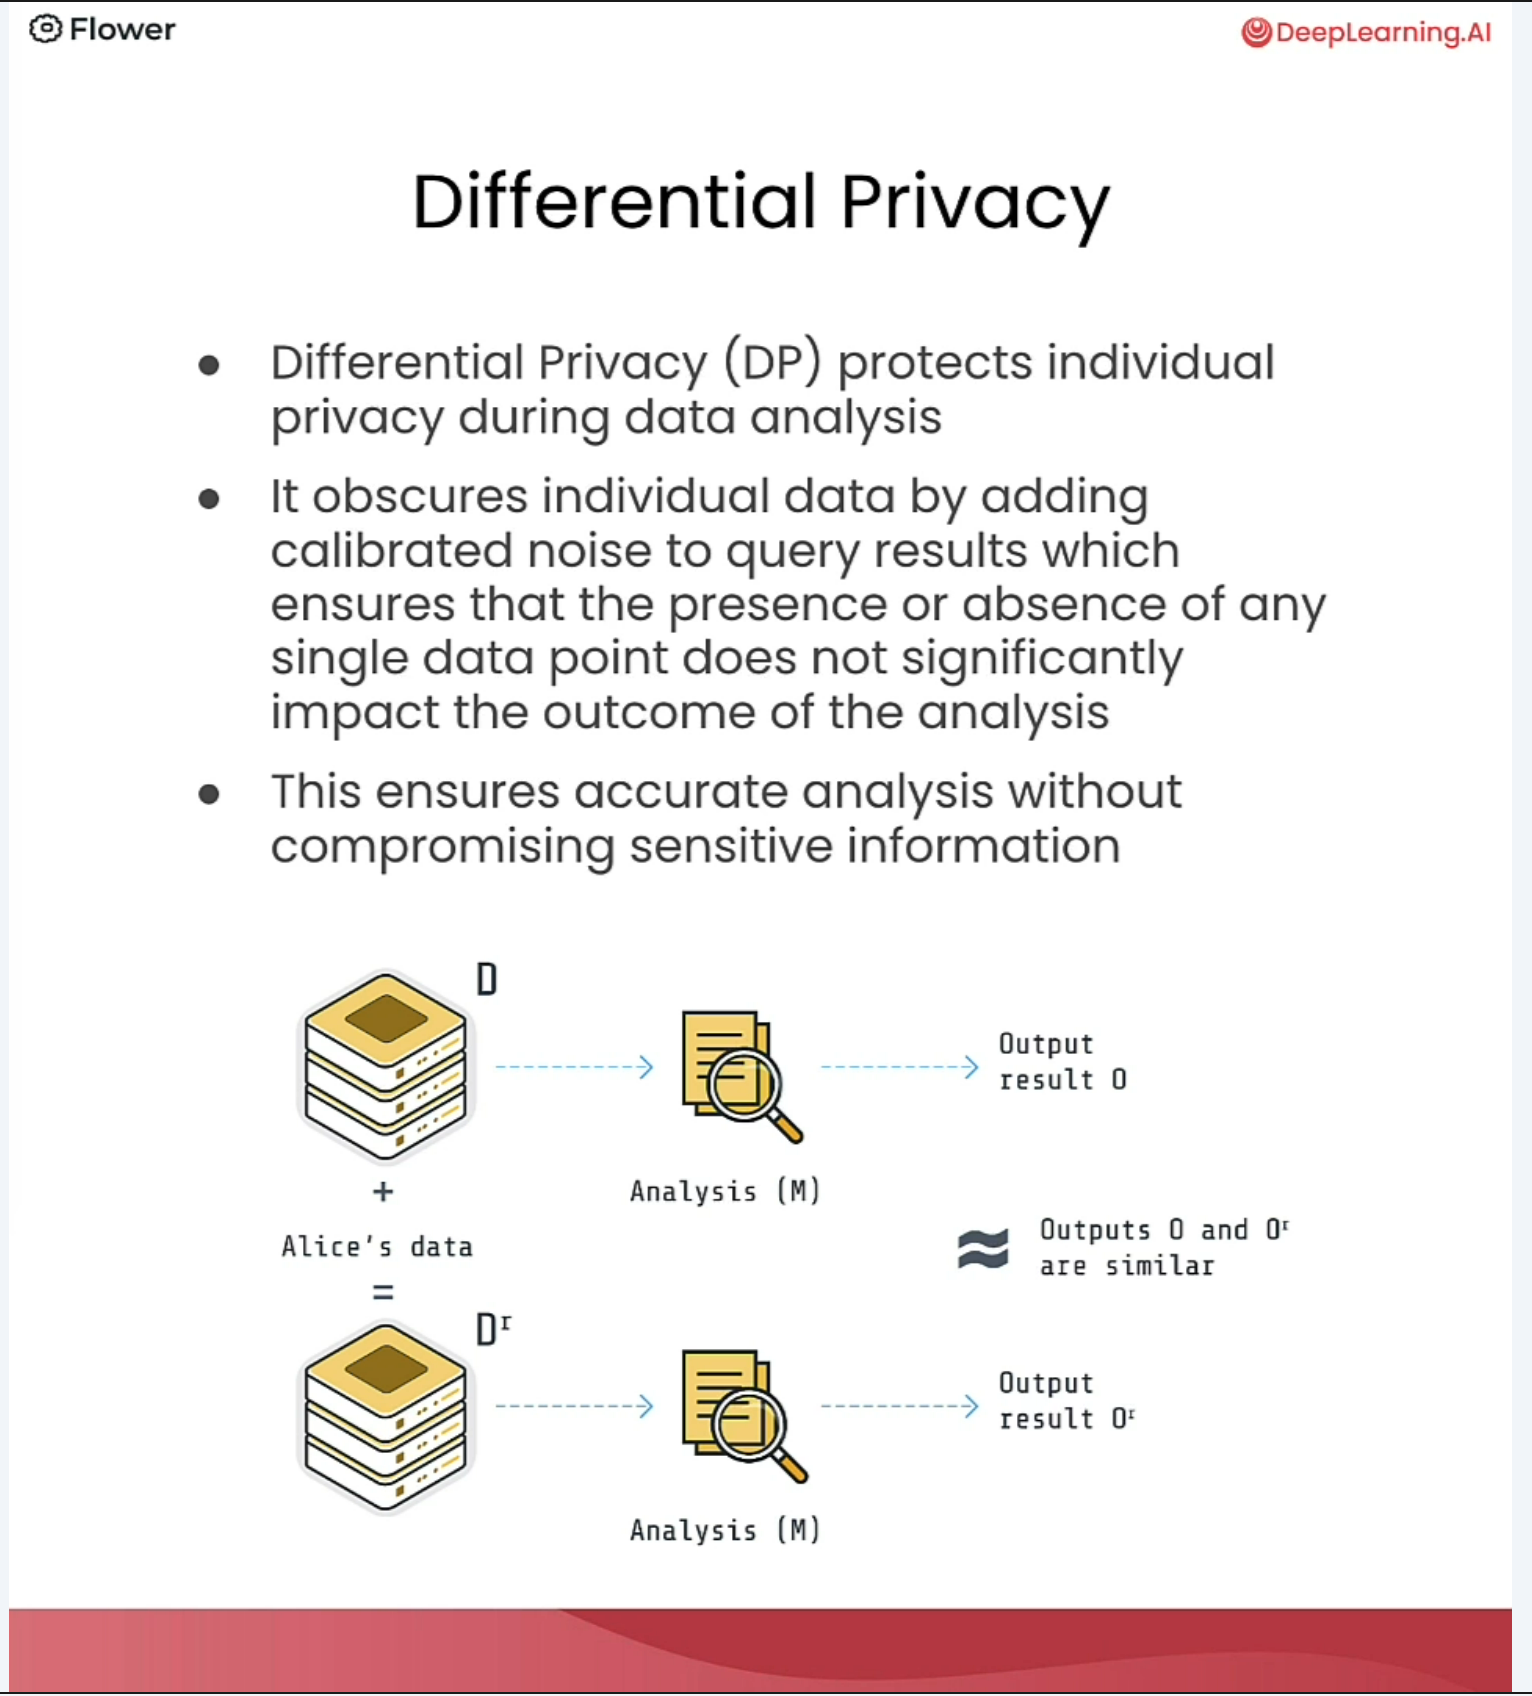 Flower
DeepLearning.AI
Differential Privacy
● Differential Privacy (DP) protects individual
privacy during data analysis
● It obscures individual data by adding
calibrated noise to query results which
ensures that the presence or absence of any
single data point does not significantly
impact the outcome of the analysis
● This ensures accurate analysis without
compromising sensitive information
D
Output
result O
+
Analysis (M)
Alice's data
=
≈ Outputs O and Oʳ
are similar
Dʳ
Output
result Oʳ
Analysis (M)